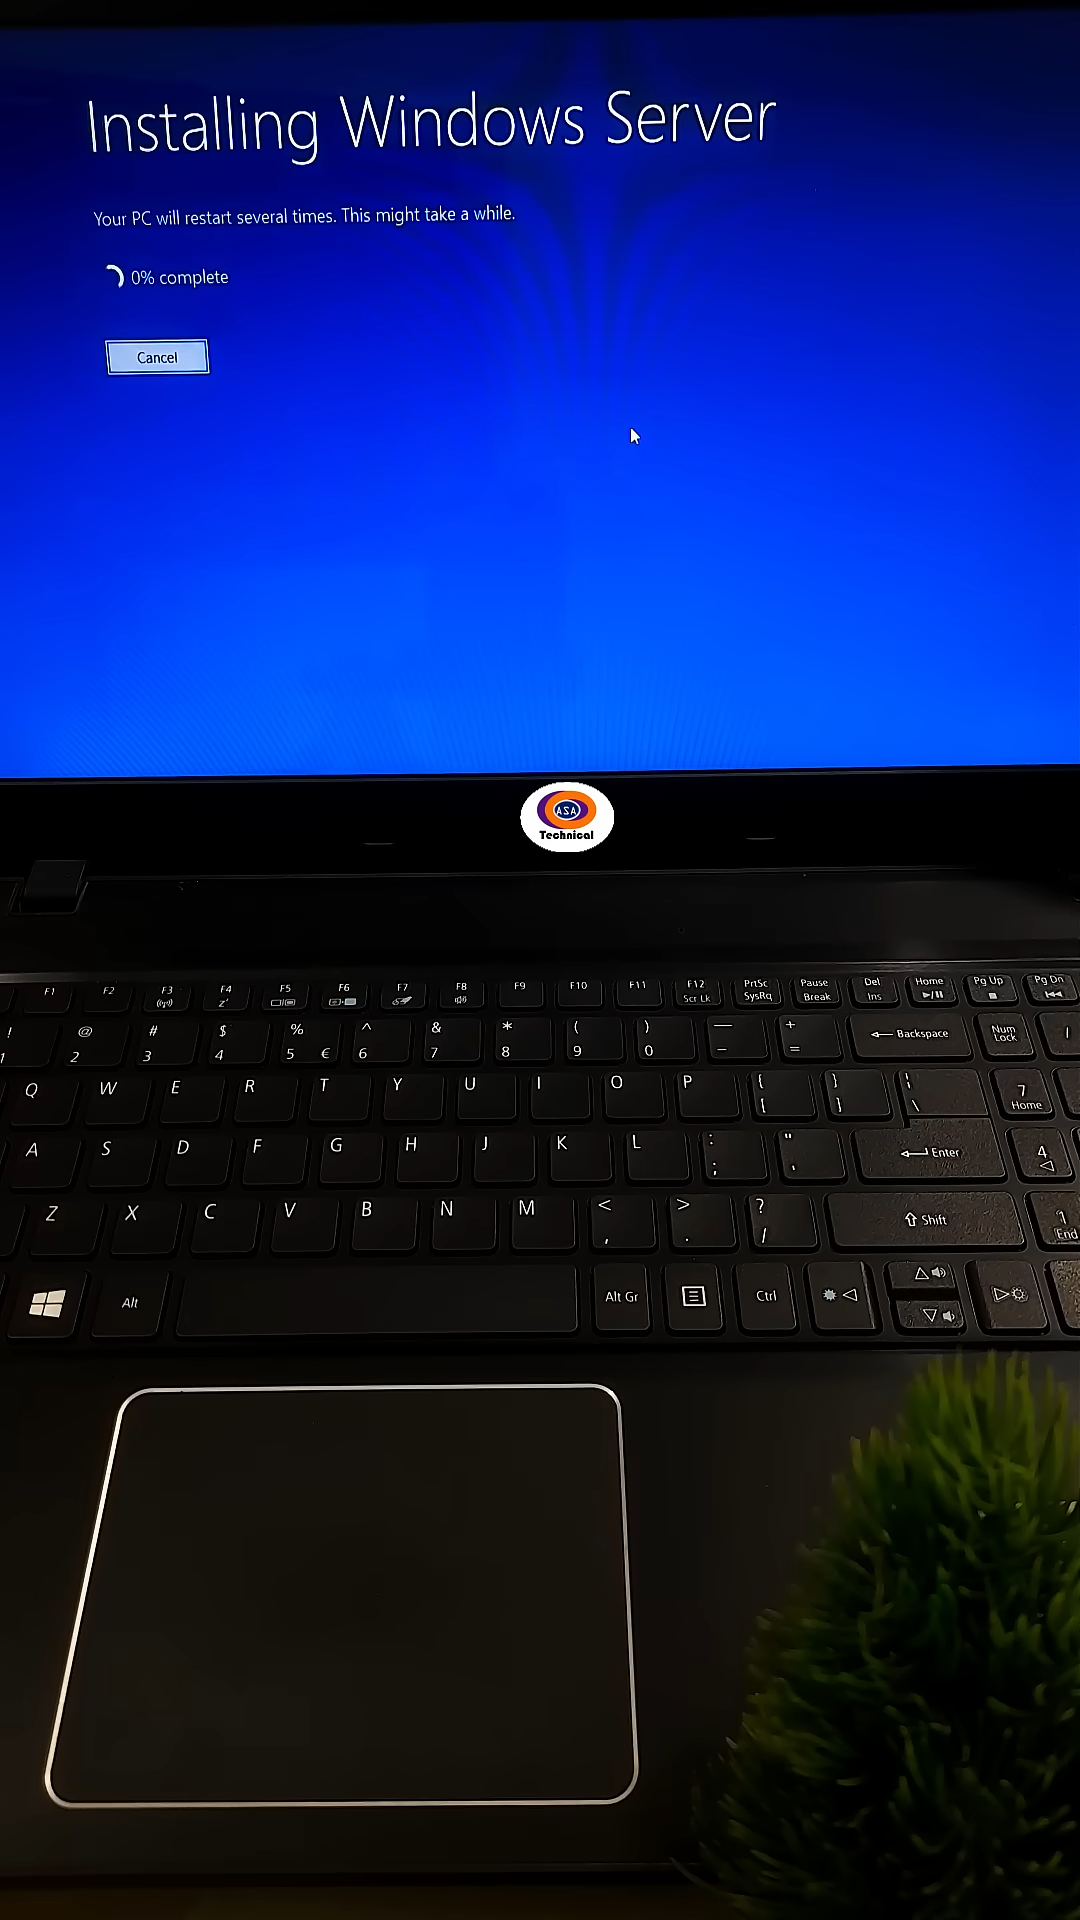 Installing Windows Server
Your PC will restart several times. This might take a while.
0% complete
Cancel
ASA
Technical
F1 F2 F3 F4 F5 F6 F7 F8 F9 F10 F11 F12 PrtSc Pause Del Home Pg Up Pg Dn
Scr Lk SysRq Break Ins
! @ # $ % ^ & * ( ) — + Backspace Num Lock /
1 2 3 4 5 € 6 7 8 9 0 - =
Q W E R T Y U I O P { [ } ] ¦ \ 7 Home
A S D F G H J K L : ; " ' Enter 4
Z X C V B N M < , > . ? / Shift 1 End
Alt Alt Gr Ctrl